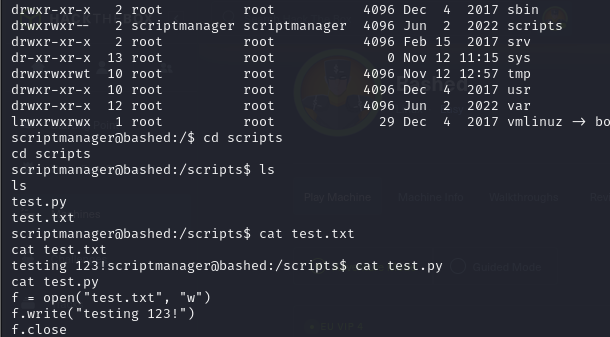 drwxr-xr-x   2 root          root           4096 Dec  4  2017 sbin
drwxrwxr--   2 scriptmanager scriptmanager  4096 Jun  2  2022 scripts
drwxr-xr-x   2 root          root           4096 Feb 15  2017 srv
dr-xr-xr-x  13 root          root              0 Nov 12 11:15 sys
drwxrwxrwt  10 root          root           4096 Nov 12 12:57 tmp
drwxr-xr-x  10 root          root           4096 Dec  4  2017 usr
drwxr-xr-x  12 root          root           4096 Jun  2  2022 var
lrwxrwxrwx   1 root          root             29 Dec  4  2017 vmlinuz -> bo
scriptmanager@bashed:/$ cd scripts
cd scripts
scriptmanager@bashed:/scripts$ ls
ls
test.py
test.txt
scriptmanager@bashed:/scripts$ cat test.txt
cat test.txt
testing 123!scriptmanager@bashed:/scripts$ cat test.py
cat test.py
f = open("test.txt", "w")
f.write("testing 123!")
f.close